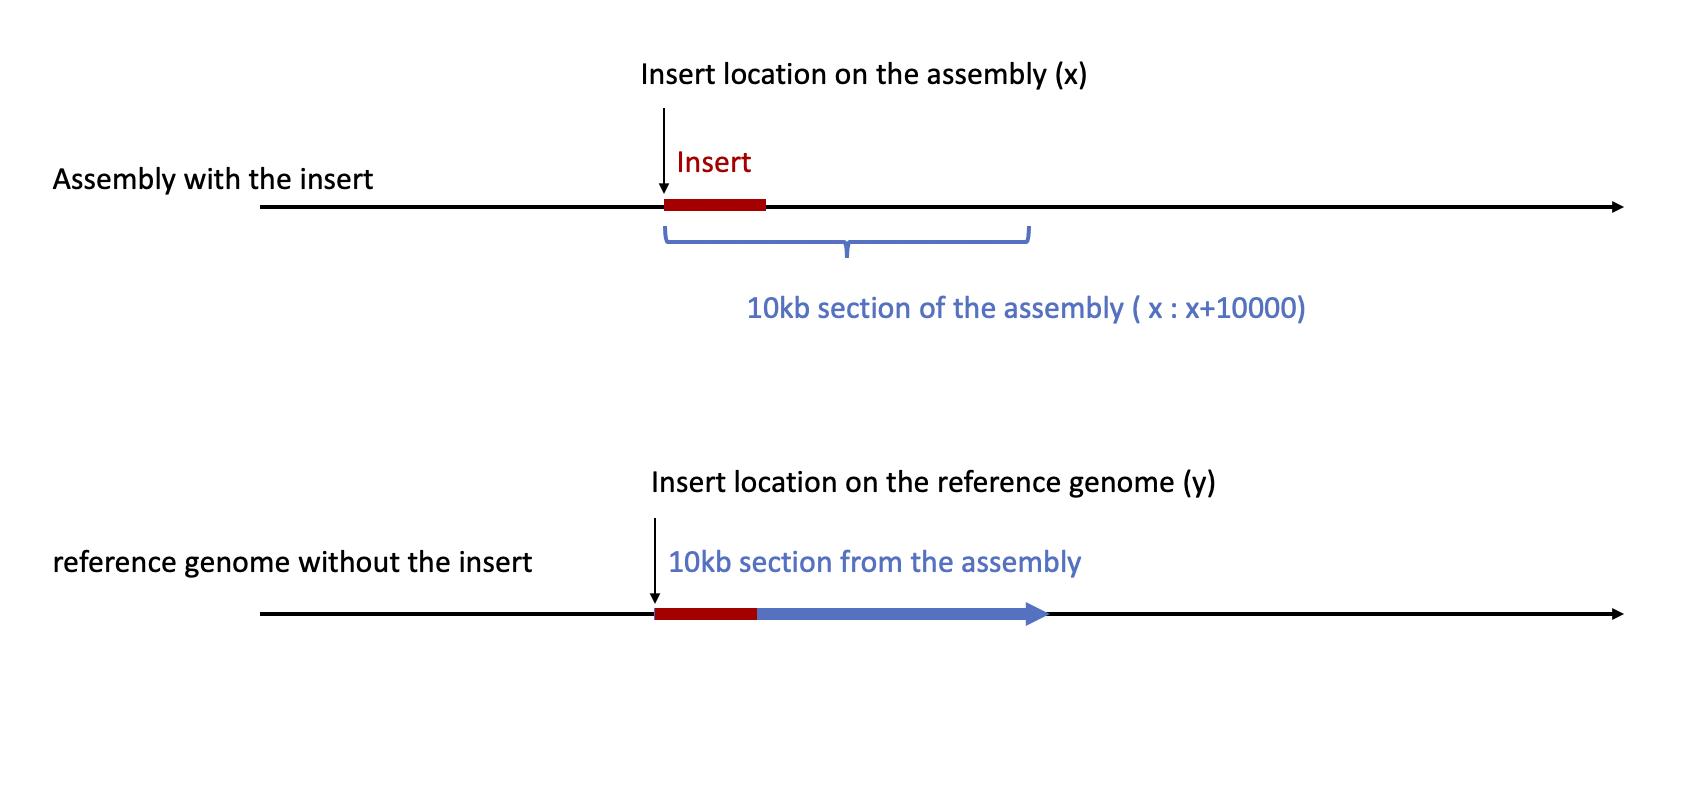 Insert location on the assembly (x)
Insert
Assembly with the insert
10kb section of the assembly ( x : x+10000)
Insert location on the reference genome (y)
reference genome without the insert
10kb section from the assembly